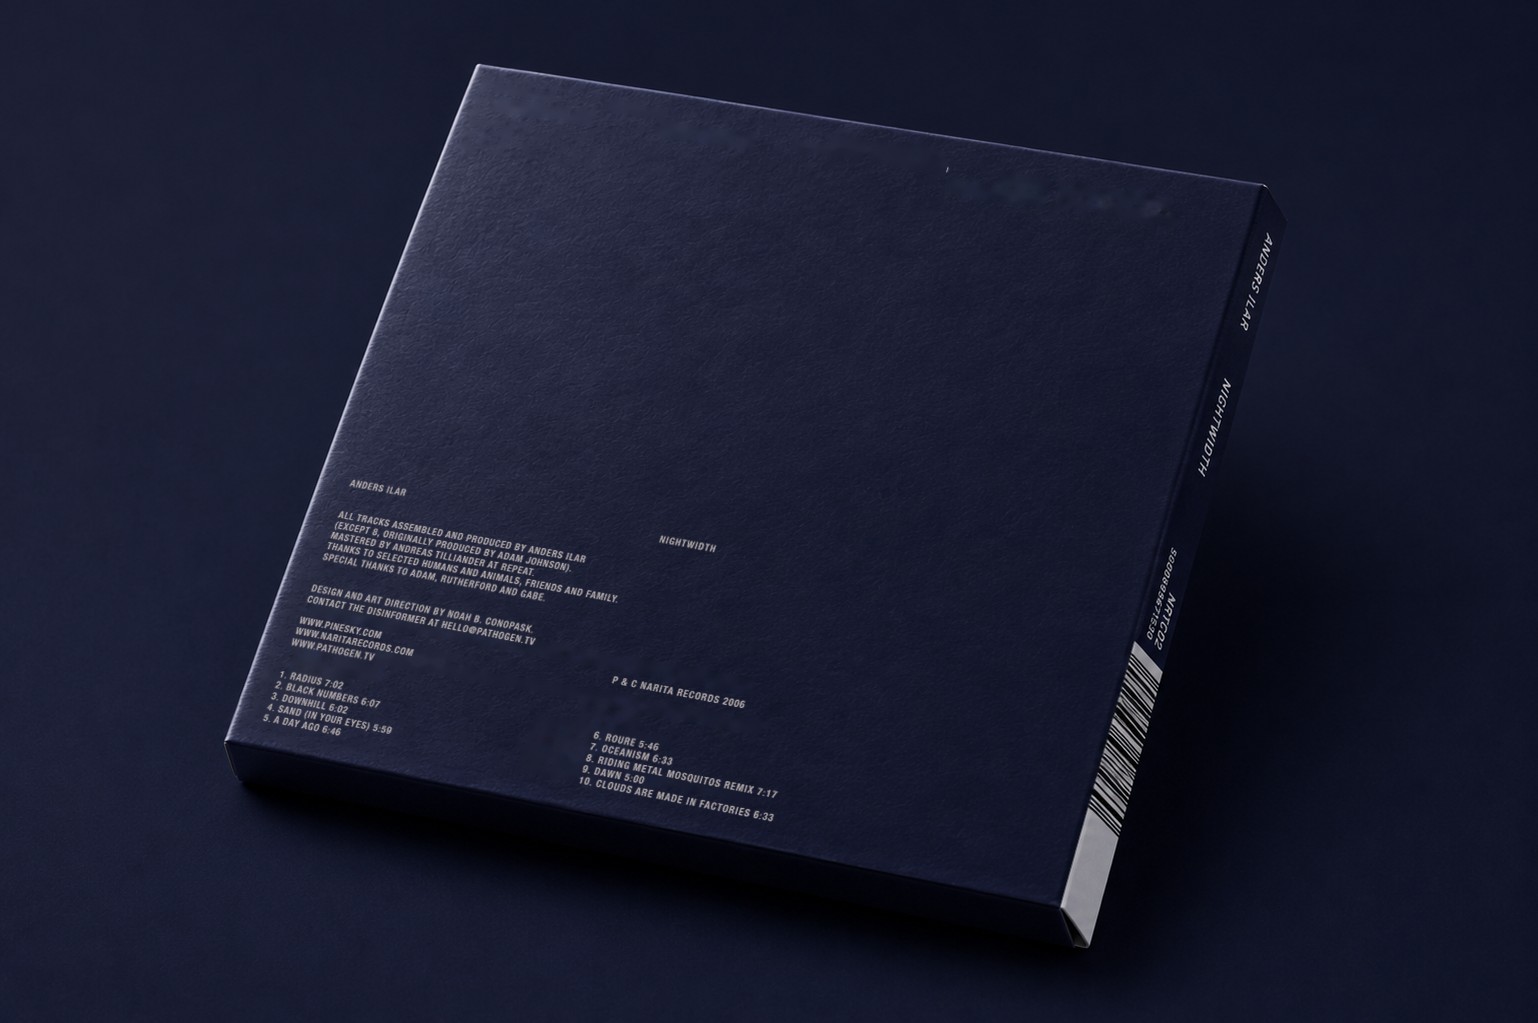 ANDERS ILAR
ALL TRACKS ASSEMBLED AND PRODUCED BY ANDERS ILAR
(EXCEPT 8, ORIGINALLY PRODUCED BY ADAM JOHNSON).
MASTERED BY ANDREAS TILLIANDER AT REPEAT.
THANKS TO SELECTED HUMANS AND ANIMALS, FRIENDS AND FAMILY.
SPECIAL THANKS TO ADAM, RUTHERFORD AND GABE.
NIGHTWIDTH
DESIGN AND ART DIRECTION BY NOAH B. CONOPASK.
CONTACT THE DISINFORMER AT HELLO@PATHOGEN.TV
WWW.PINESKY.COM
WWW.NARITARECORDS.COM
WWW.PATHOGEN.TV
P & C NARITA RECORDS 2006
1. RADIUS 7:02
2. BLACK NUMBERS 6:07
3. DOWNHILL 6:02
4. SAND (IN YOUR EYES) 5:59
5. A DAY AGO 6:46
6. ROURE 5:46
7. OCEANISM 6:33
8. RIDING METAL MOSQUITOS REMIX 7:17
9. DAWN 5:00
10. CLOUDS ARE MADE IN FACTORIES 6:33
ANDERS ILAR
NIGHTWIDTH
NRTCD2